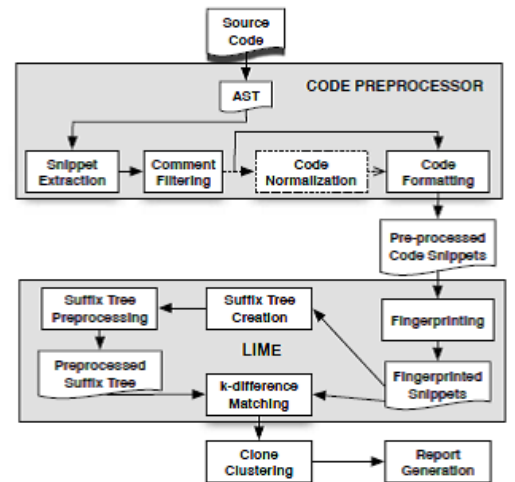 Source
Code
AST
CODE PREPROCESSOR
Snippet
Extraction
Comment
Filtering
Code
Normalization
Code
Formatting
Pre-processed
Code Snippets
Suffix Tree
Preprocessing
Suffix Tree
Creation
Fingerprinting
LIME
Preprocessed
Suffix Tree
k-difference
Matching
Fingerprinted
Snippets
Clone
Clustering
Report
Generation